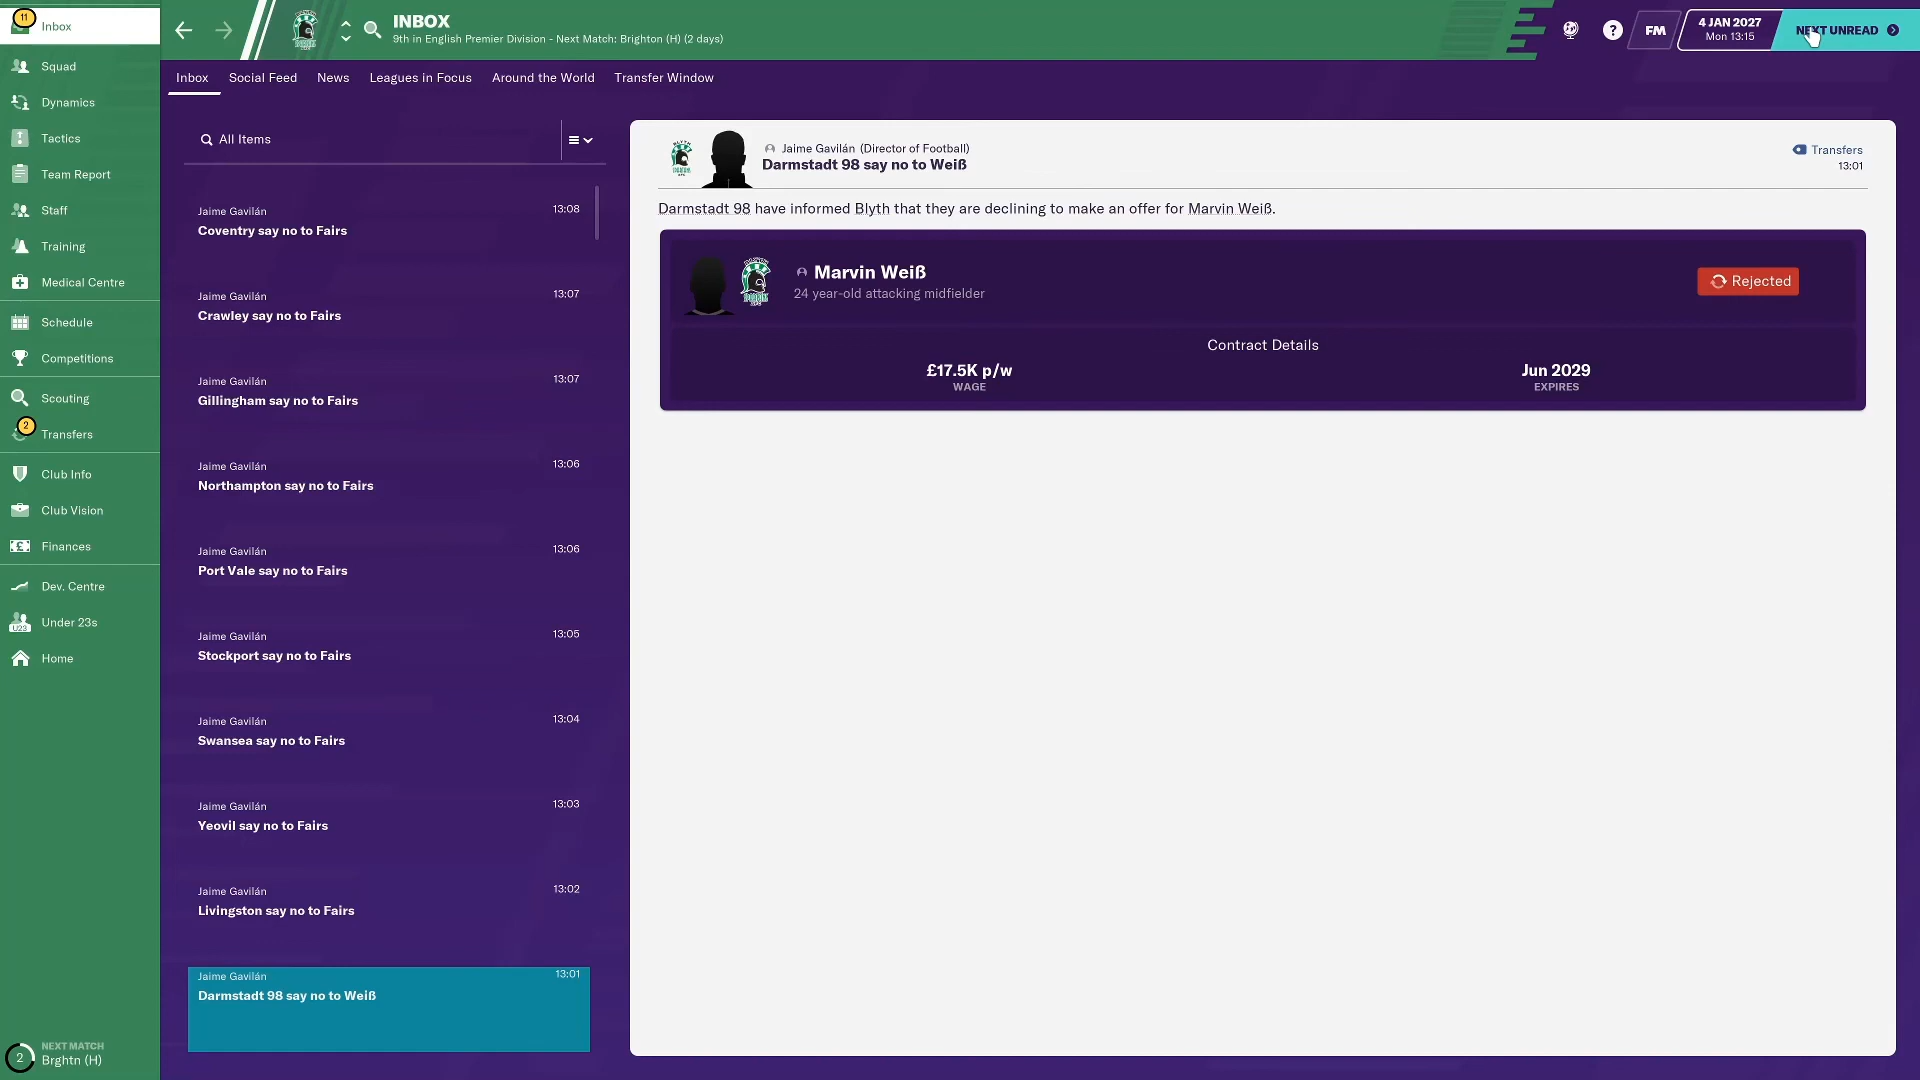 11
Inbox
Squad
Dynamics
Tactics
Team Report
Staff
Training
Medical Centre
Schedule
Competitions
Scouting
2
Transfers
Club Info
Club Vision
Finances
Dev. Centre
U23
Under 23s
Home
2
NEXT MATCH
Brghtn (H)
INBOX
9th in English Premier Division - Next Match: Brighton (H) (2 days)
?
FM
4 JAN 2027
Mon 13:15
NEXT UNREAD
Inbox Social Feed News Leagues in Focus Around the World Transfer Window
All Items
Jaime Gavilán 13:08
Coventry say no to Fairs
Jaime Gavilán 13:07
Crawley say no to Fairs
Jaime Gavilán 13:07
Gillingham say no to Fairs
Jaime Gavilán 13:06
Northampton say no to Fairs
Jaime Gavilán 13:06
Port Vale say no to Fairs
Jaime Gavilán 13:05
Stockport say no to Fairs
Jaime Gavilán 13:04
Swansea say no to Fairs
Jaime Gavilán 13:03
Yeovil say no to Fairs
Jaime Gavilán 13:02
Livingston say no to Fairs
Jaime Gavilán 13:01
Darmstadt 98 say no to Weiß
Jaime Gavilán (Director of Football)
Darmstadt 98 say no to Weiß
Transfers
13:01
Darmstadt 98 have informed Blyth that they are declining to make an offer for Marvin Weiß.
Marvin Weiß
24 year-old attacking midfielder
Rejected
Contract Details
£17.5K p/w
WAGE
Jun 2029
EXPIRES